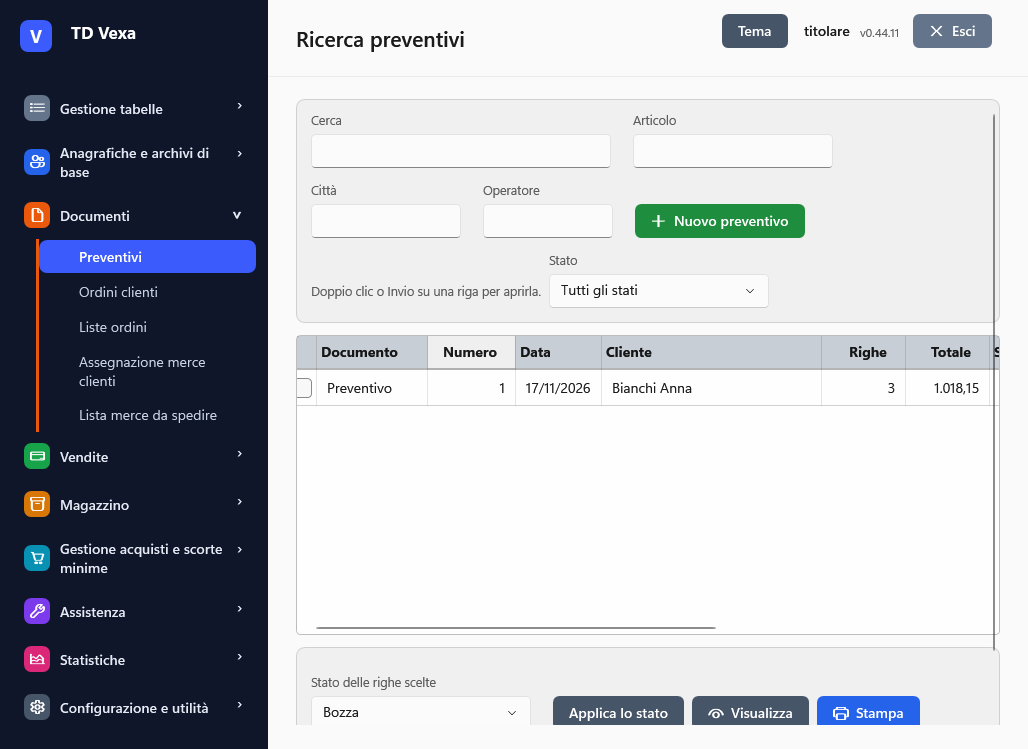 V TD Vexa
Gestione tabelle
Anagrafiche e archivi di
base
Documenti
Preventivi
Ordini clienti
Liste ordini
Assegnazione merce
clienti
Lista merce da spedire
Vendite
Magazzino
Gestione acquisti e scorte
minime
Assistenza
Statistiche
Configurazione e utilità
Ricerca preventivi
Tema titolare v0.44.11 Esci
Cerca Articolo
Città Operatore
Nuovo preventivo
Stato
Doppio clic o Invio su una riga per aprirla. Tutti gli stati
Documento Numero Data Cliente Righe Totale
Preventivo 1 17/11/2026 Bianchi Anna 3 1.018,15
Stato delle righe scelte
Bozza Applica lo stato Visualizza Stampa